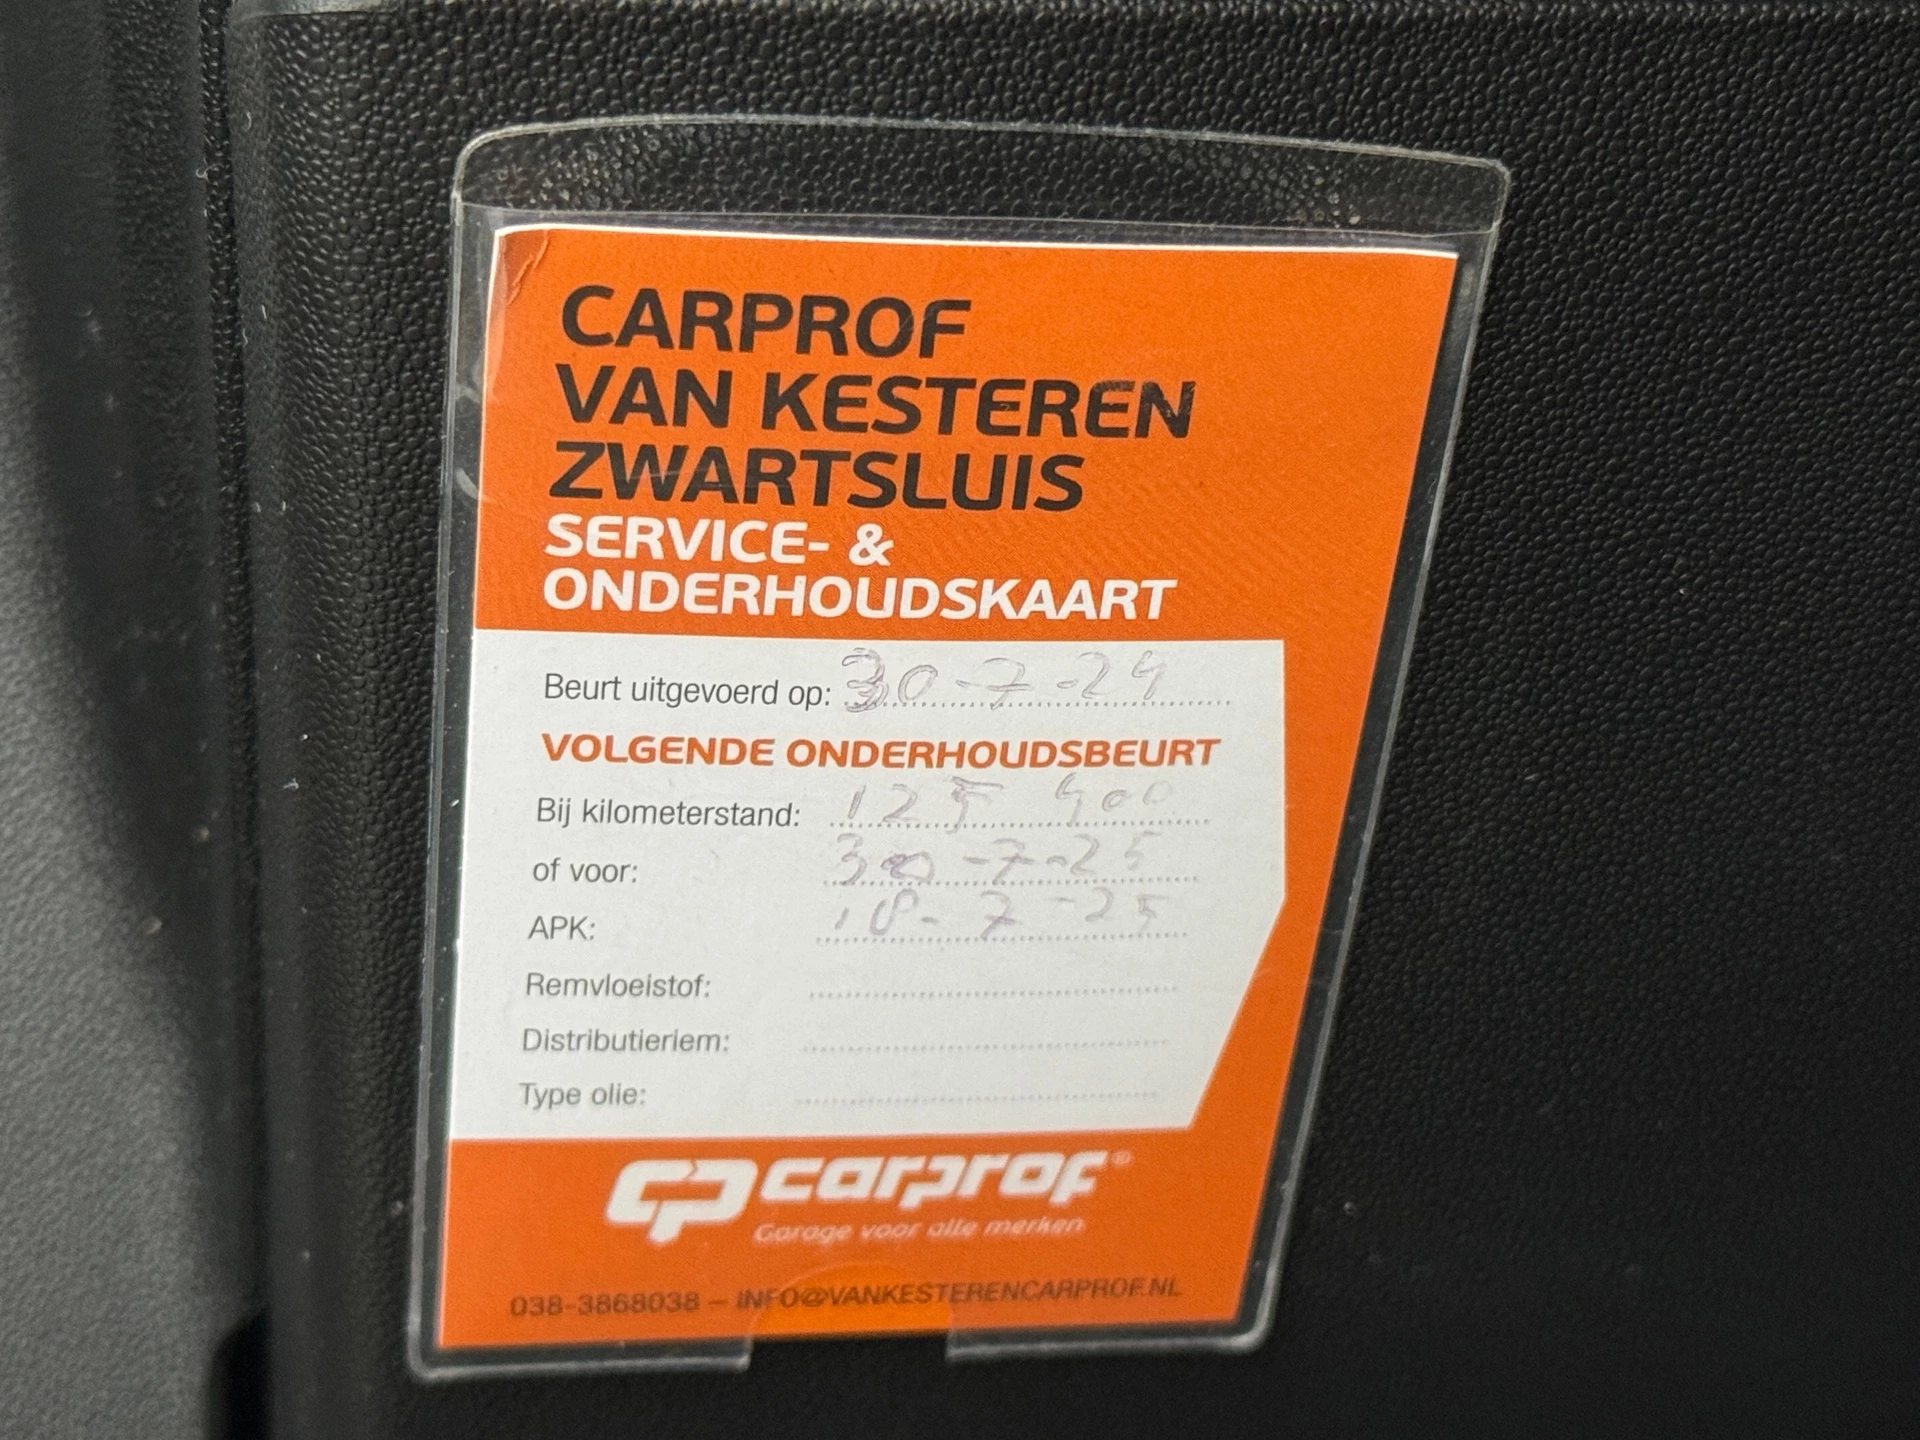 CARPROF
VAN KESTEREN
ZWARTSLUIS
SERVICE- &
ONDERHOUDSKAART
Beurt uitgevoerd op: 30-7-24
VOLGENDE ONDERHOUDSBEURT
Bij kilometerstand: 125 400
of voor: 30-7-25
APK: 18-7-25
Remvloeistof:
Distributieriem:
Type olie:
CP carprof®
Garage voor alle merken
038-3868038 – INFO@VANKESTERENCARPROF.NL